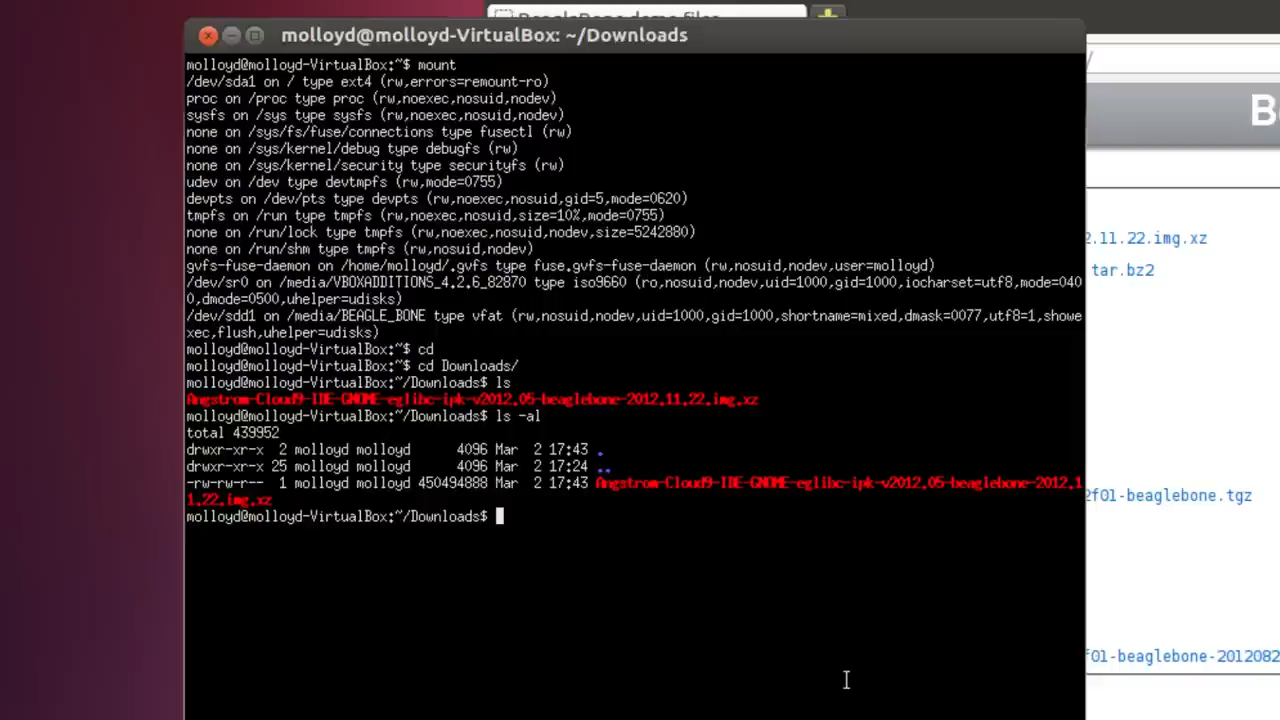 BeagleBone demo files
molloyd@molloyd-VirtualBox: ~/Downloads
molloyd@molloyd-VirtualBox:~$ mount
/dev/sda1 on / type ext4 (rw,errors=remount-ro)
proc on /proc type proc (rw,noexec,nosuid,nodev)
sysfs on /sys type sysfs (rw,noexec,nosuid,nodev)
none on /sys/fs/fuse/connections type fusectl (rw)
none on /sys/kernel/debug type debugfs (rw)
none on /sys/kernel/security type securityfs (rw)
udev on /dev type devtmpfs (rw,mode=0755)
devpts on /dev/pts type devpts (rw,noexec,nosuid,gid=5,mode=0620)
tmpfs on /run type tmpfs (rw,noexec,nosuid,size=10%,mode=0755)
none on /run/lock type tmpfs (rw,noexec,nosuid,nodev,size=5242880)
none on /run/shm type tmpfs (rw,nosuid,nodev)
gvfs-fuse-daemon on /home/molloyd/.gvfs type fuse.gvfs-fuse-daemon (rw,nosuid,nodev,user=molloyd)
/dev/sr0 on /media/VBOXADDITIONS_4.2.6_82870 type iso9660 (ro,nosuid,nodev,uid=1000,gid=1000,iocharset=utf8,mode=040
0,dmode=0500,uhelper=udisks)
/dev/sdd1 on /media/BEAGLE_BONE type vfat (rw,nosuid,nodev,uid=1000,gid=1000,shortname=mixed,dmask=0077,utf8=1,showe
xec,flush,uhelper=udisks)
molloyd@molloyd-VirtualBox:~$ cd
molloyd@molloyd-VirtualBox:~$ cd Downloads/
molloyd@molloyd-VirtualBox:~/Downloads$ ls
Angstrom-Cloud9-IDE-GNOME-eglibc-ipk-v2012.05-beaglebone-2012.11.22.img.xz
molloyd@molloyd-VirtualBox:~/Downloads$ ls -al
total 439952
drwxr-xr-x 2 molloyd molloyd 4096 Mar 2 17:43 .
drwxr-xr-x 25 molloyd molloyd 4096 Mar 2 17:24 ..
-rw-rw-r-- 1 molloyd molloyd 450494888 Mar 2 17:43 Angstrom-Cloud9-IDE-GNOME-eglibc-ipk-v2012.05-beaglebone-2012.1
1.22.img.xz
molloyd@molloyd-VirtualBox:~/Downloads$
/
B
2.11.22.img.xz
tar.bz2
2f01-beaglebone.tgz
f01-beaglebone-2012082